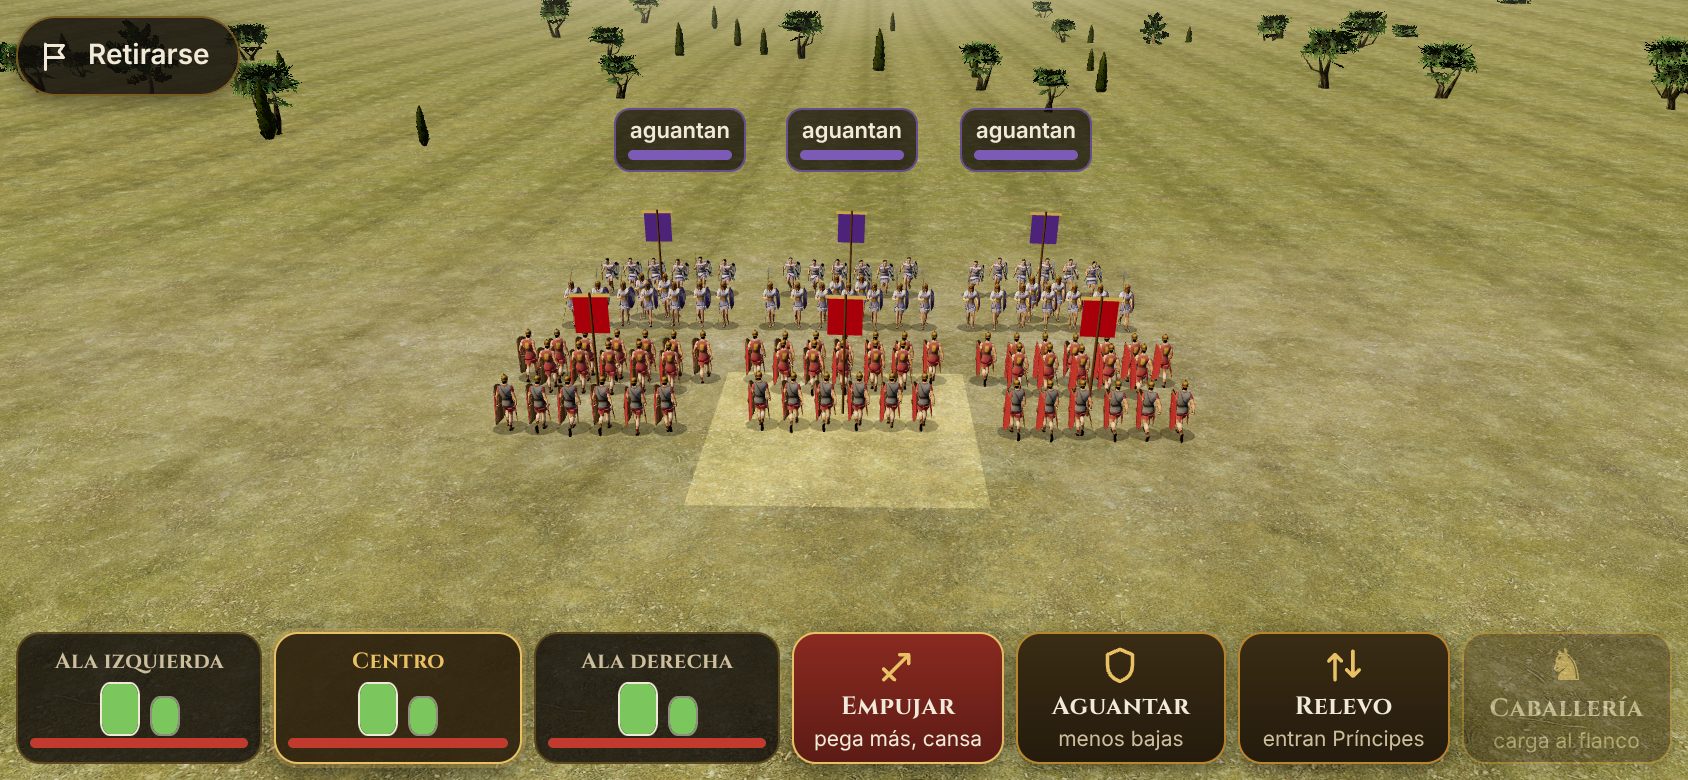 Retirarse
aguantan
aguantan
aguantan
Ala izquierda
Centro
Ala derecha
Empujar
pega más, cansa
Aguantar
menos bajas
Relevo
entran Príncipes
Caballería
carga al flanco